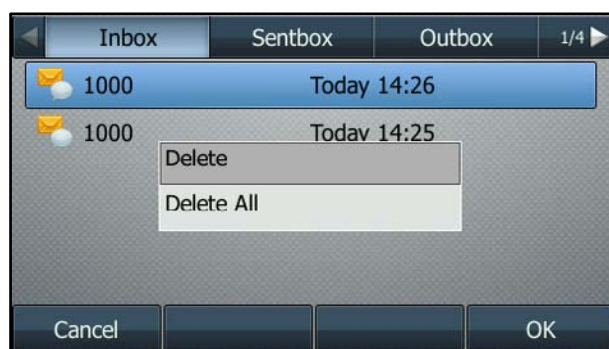 Inbox Sentbox Outbox 1/4
1000 Today 14:26
1000 Today 14:25
Delete
Delete All
Cancel OK